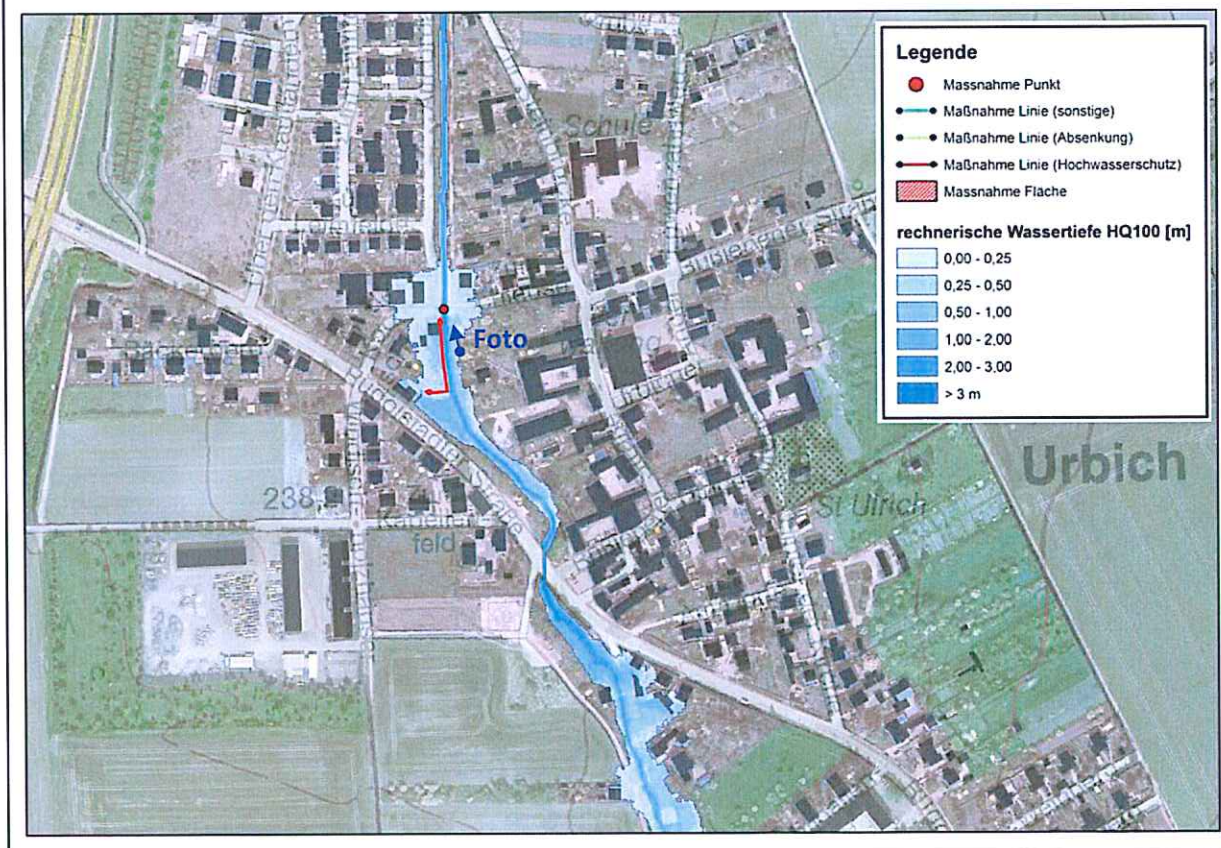 Legende
Massnahme Punkt
Maßnahme Linie (sonstige)
Maßnahme Linie (Absenkung)
Maßnahme Linie (Hochwasserschutz)
Massnahme Fläche
rechnerische Wassertiefe HQ100 [m]
0,00 - 0,25
0,25 - 0,50
0,50 - 1,00
1,00 - 2,00
2,00 - 3,00
> 3 m
Schule
Foto
Rudolstädter Straße
Urbich
St Ulrich
238,
feld